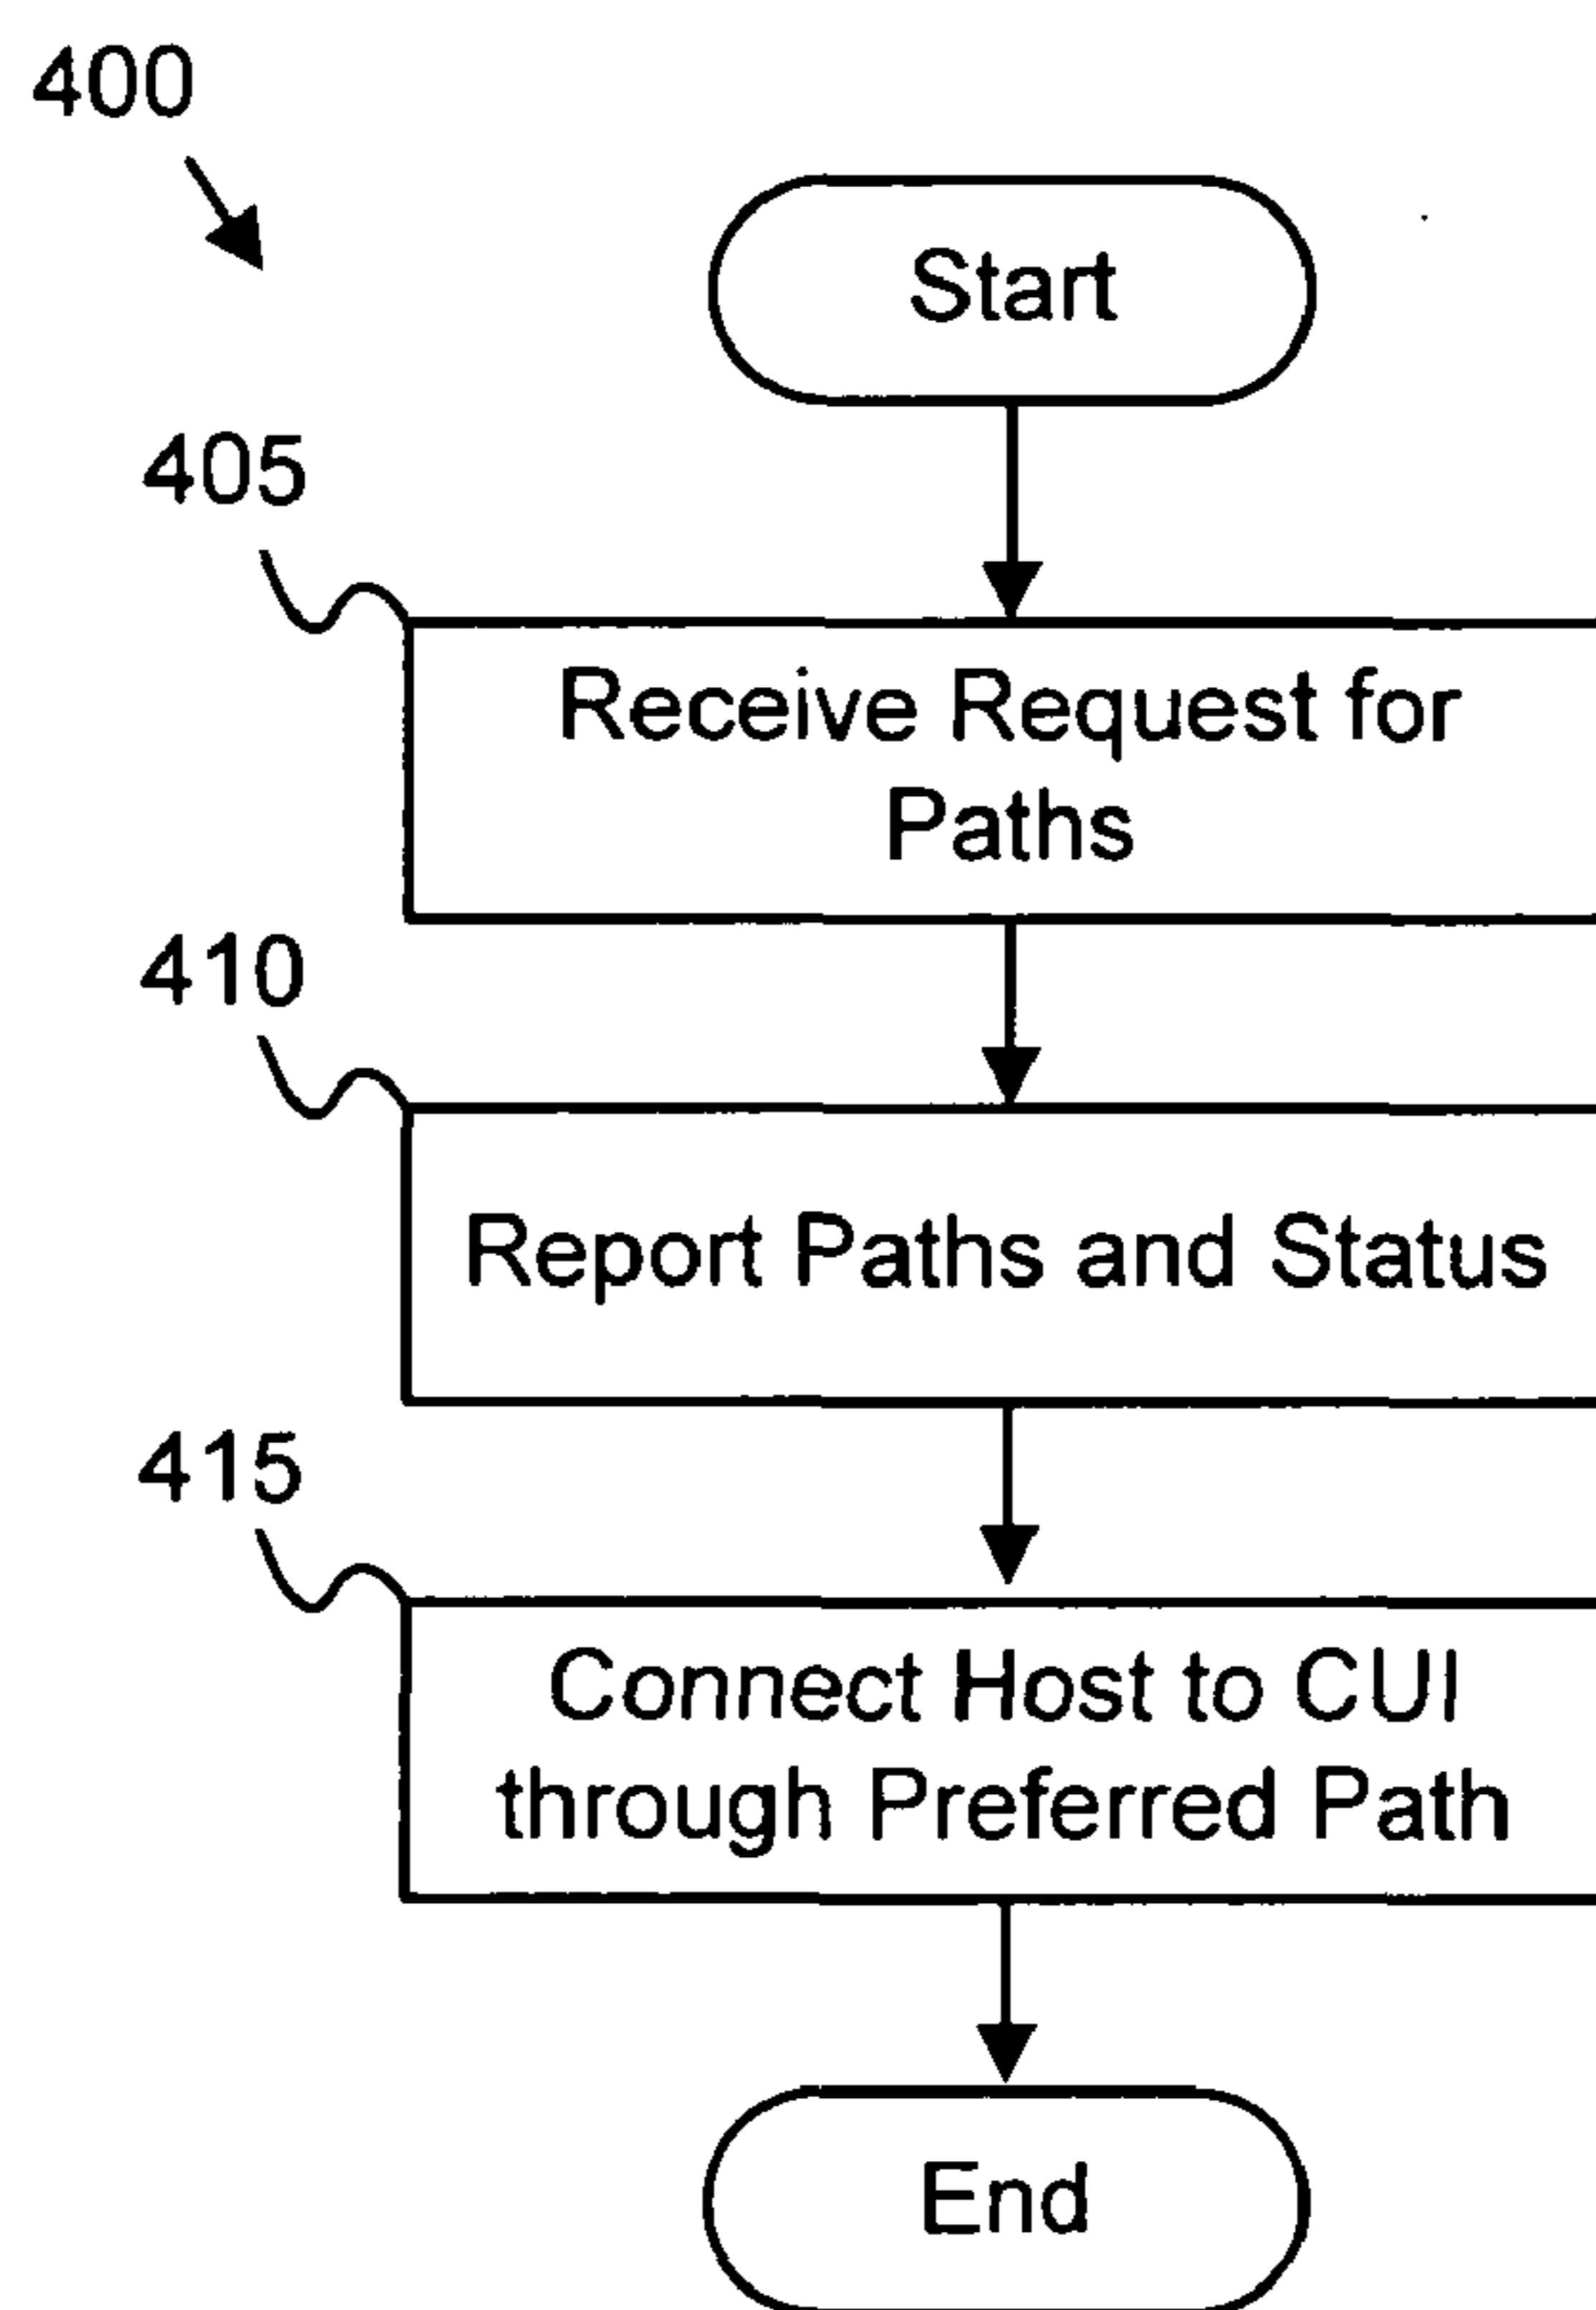 400
Start
405
Receive Request for
Paths
410
Report Paths and Status
415
Connect Host to CUI
through Preferred Path
End